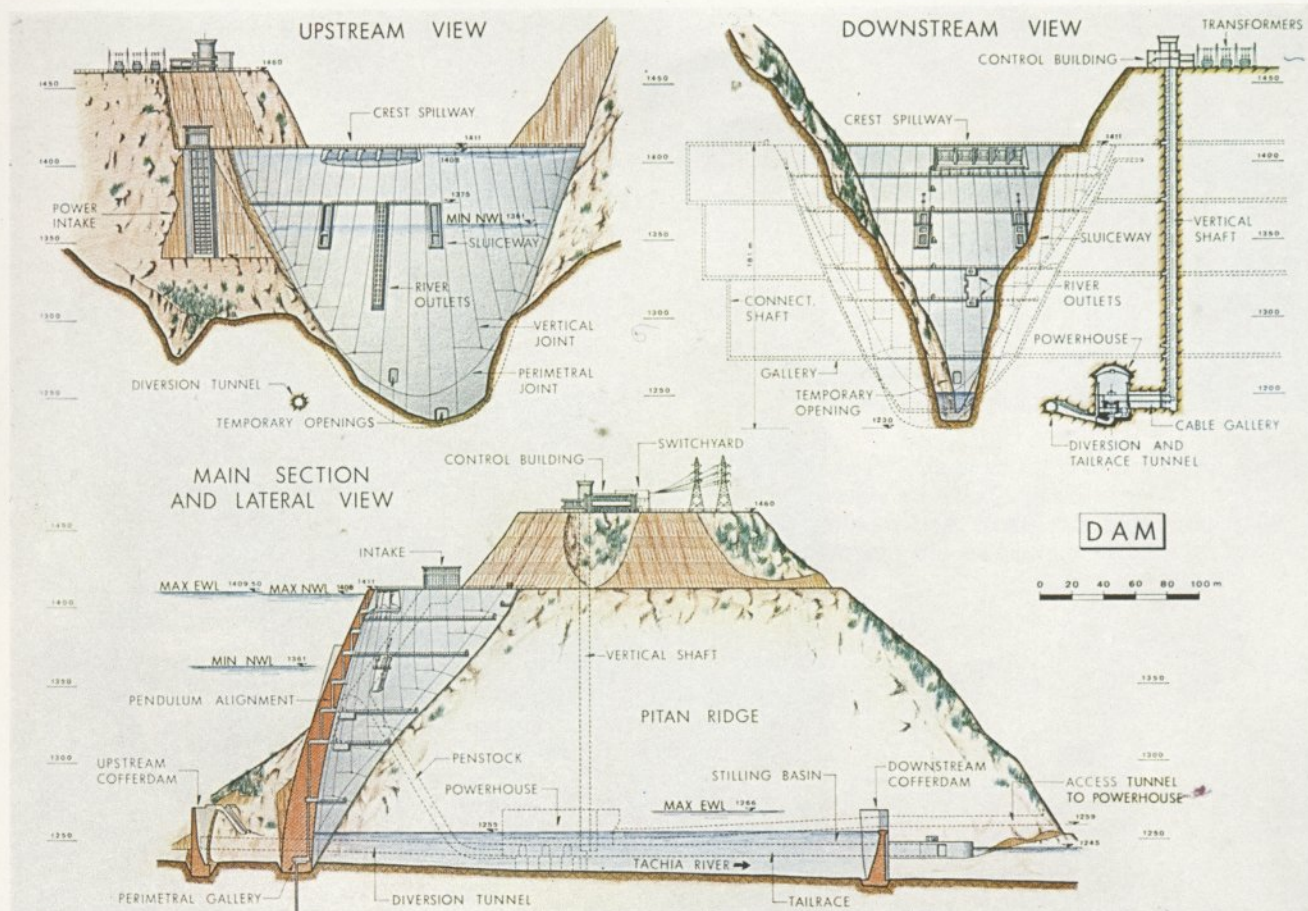 UPSTREAM VIEW
1460
1450
CREST SPILLWAY
1411
1408
1400
1375
MIN NWL 1361
POWER
INTAKE
SLUICEWAY
1350
RIVER
OUTLETS
1300
VERTICAL
JOINT
PERIMETRAL
JOINT
DIVERSION TUNNEL
TEMPORARY OPENINGS
DOWNSTREAM VIEW
TRANSFORMERS
CONTROL BUILDING
1450
1450
CREST SPILLWAY
1411
1400
1400
VERTICAL
SHAFT
1350
1350
SLUICEWAY
RIVER
OUTLETS
CONNECT.
SHAFT
1300
1300
POWERHOUSE
GALLERY
TEMPORARY
OPENING
1250
1230
CABLE GALLERY
DIVERSION AND
TAILRACE TUNNEL
MAIN SECTION
AND LATERAL VIEW
CONTROL BUILDING
SWITCHYARD
1460
1450
INTAKE
MAX EWL 1409.50
MAX NWL 1408
1411
1400
MIN NWL 1361
VERTICAL SHAFT
1350
1350
PENDULUM ALIGNMENT
PITAN RIDGE
1300
1300
UPSTREAM
COFFERDAM
PENSTOCK
POWERHOUSE
STILLING BASIN
DOWNSTREAM
COFFERDAM
ACCESS TUNNEL
TO POWERHOUSE
MAX EWL 1266
1255
1259
1250
1250
1245
TACHIA RIVER
PERIMETRAL GALLERY
DIVERSION TUNNEL
TAILRACE
DAM
0 20 40 60 80 100 m